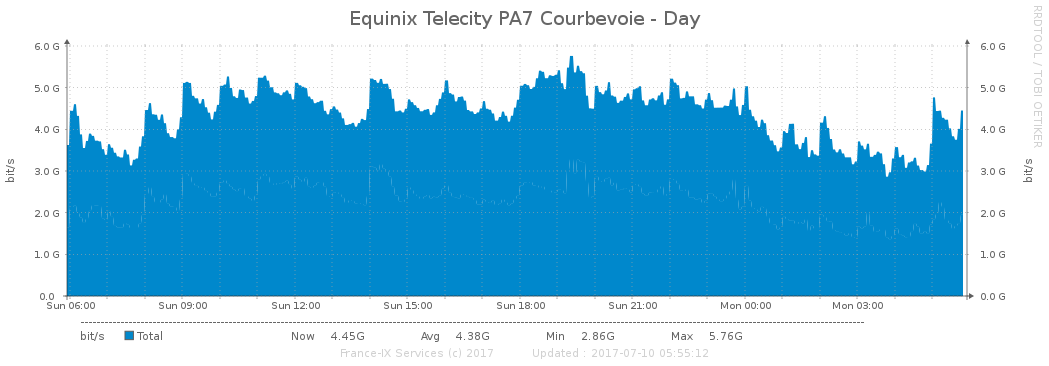 Equinix Telecity PA7 Courbevoie - Day
RRDTOOL / TOBI OETIKER
bit/s
bit/s
6.0 G 6.0 G
5.0 G 5.0 G
4.0 G 4.0 G
3.0 G 3.0 G
2.0 G 2.0 G
1.0 G 1.0 G
0.0 0.0 G
Sun 06:00 Sun 09:00 Sun 12:00 Sun 15:00 Sun 18:00 Sun 21:00 Mon 00:00 Mon 03:00
bit/s Total Now 4.45G Avg 4.38G Min 2.86G Max 5.76G
France-IX Services (c) 2017 Updated : 2017-07-10 05:55:12